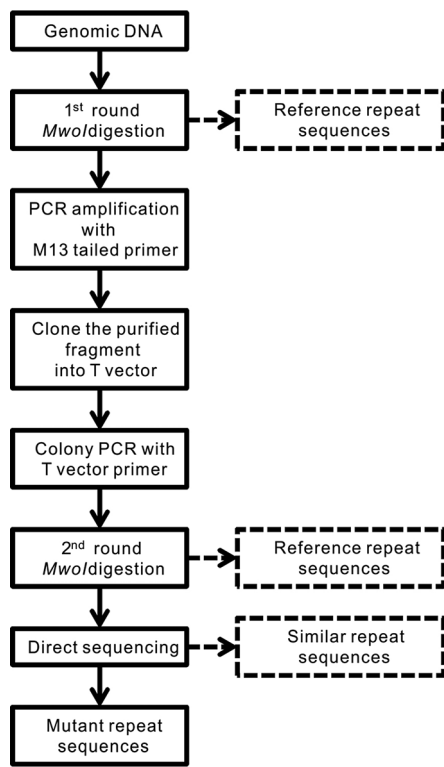 Genomic DNA
1st round
MwoIdigestion
Reference repeat
sequences
PCR amplification
with
M13 tailed primer
Clone the purified
fragment
into T vector
Colony PCR with
T vector primer
2nd round
MwoIdigestion
Reference repeat
sequences
Direct sequencing
Similar repeat
sequences
Mutant repeat
sequences